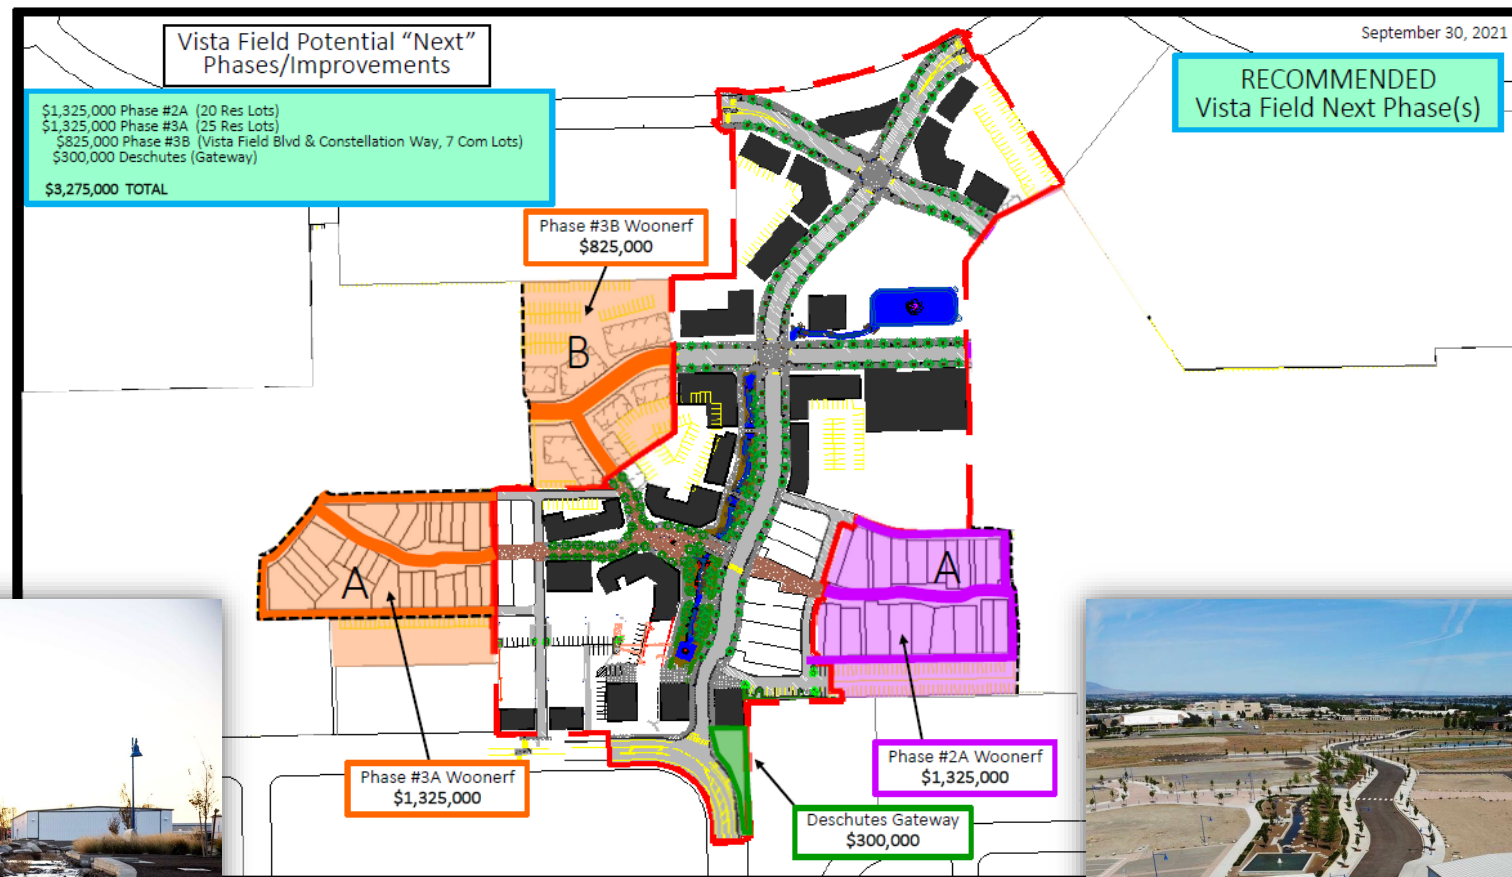 September 30, 2021
Vista Field Potential “Next”
Phases/Improvements
RECOMMENDED
Vista Field Next Phase(s)
$1,325,000 Phase #2A (20 Res Lots)
$1,325,000 Phase #3A (25 Res Lots)
$825,000 Phase #3B (Vista Field Blvd & Constellation Way, 7 Com Lots)
$300,000 Deschutes (Gateway)
$3,275,000 TOTAL
Phase #3B Woonerf
$825,000
B
A
A
Phase #3A Woonerf
$1,325,000
Phase #2A Woonerf
$1,325,000
Deschutes Gateway
$300,000